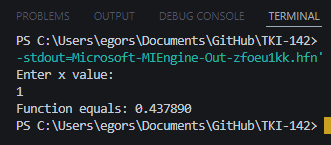 PROBLEMS OUTPUT DEBUG CONSOLE TERMINAL
PS C:\Users\egors\Documents\GitHub\TKI-142>
-stdout=Microsoft-MIEngine-Out-zfoeu1kk.hfn'
Enter x value:
1
Function equals: 0.437890
PS C:\Users\egors\Documents\GitHub\TKI-142>